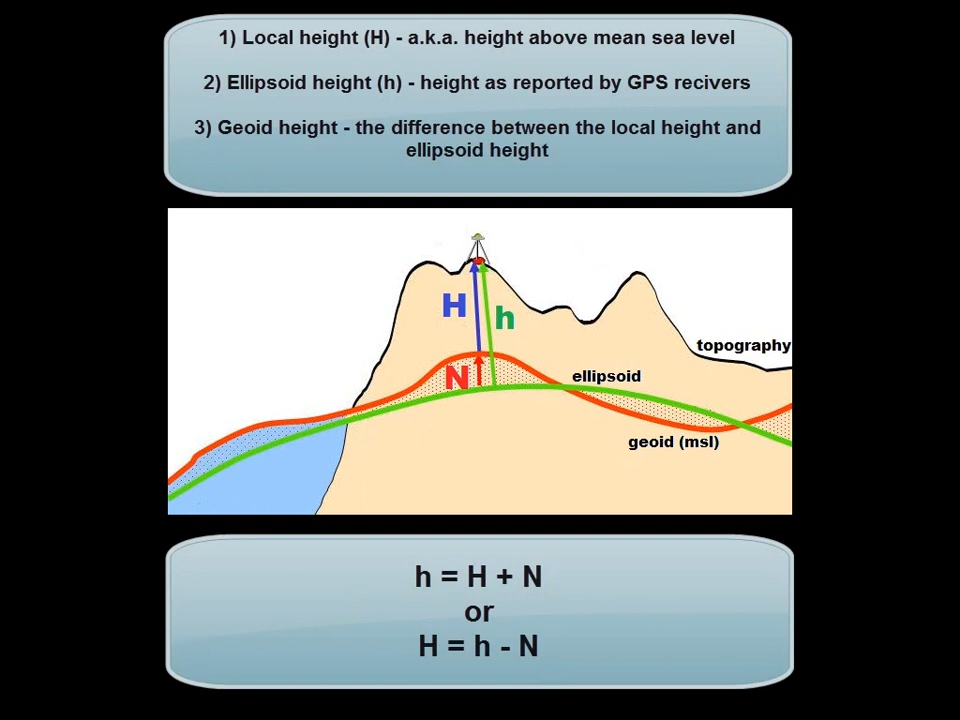 1) Local height (H) - a.k.a. height above mean sea level
2) Ellipsoid height (h) - height as reported by GPS recivers
3) Geoid height - the difference between the local height and
ellipsoid height
H
h
N
topography
ellipsoid
geoid (msl)
h = H + N
or
H = h - N